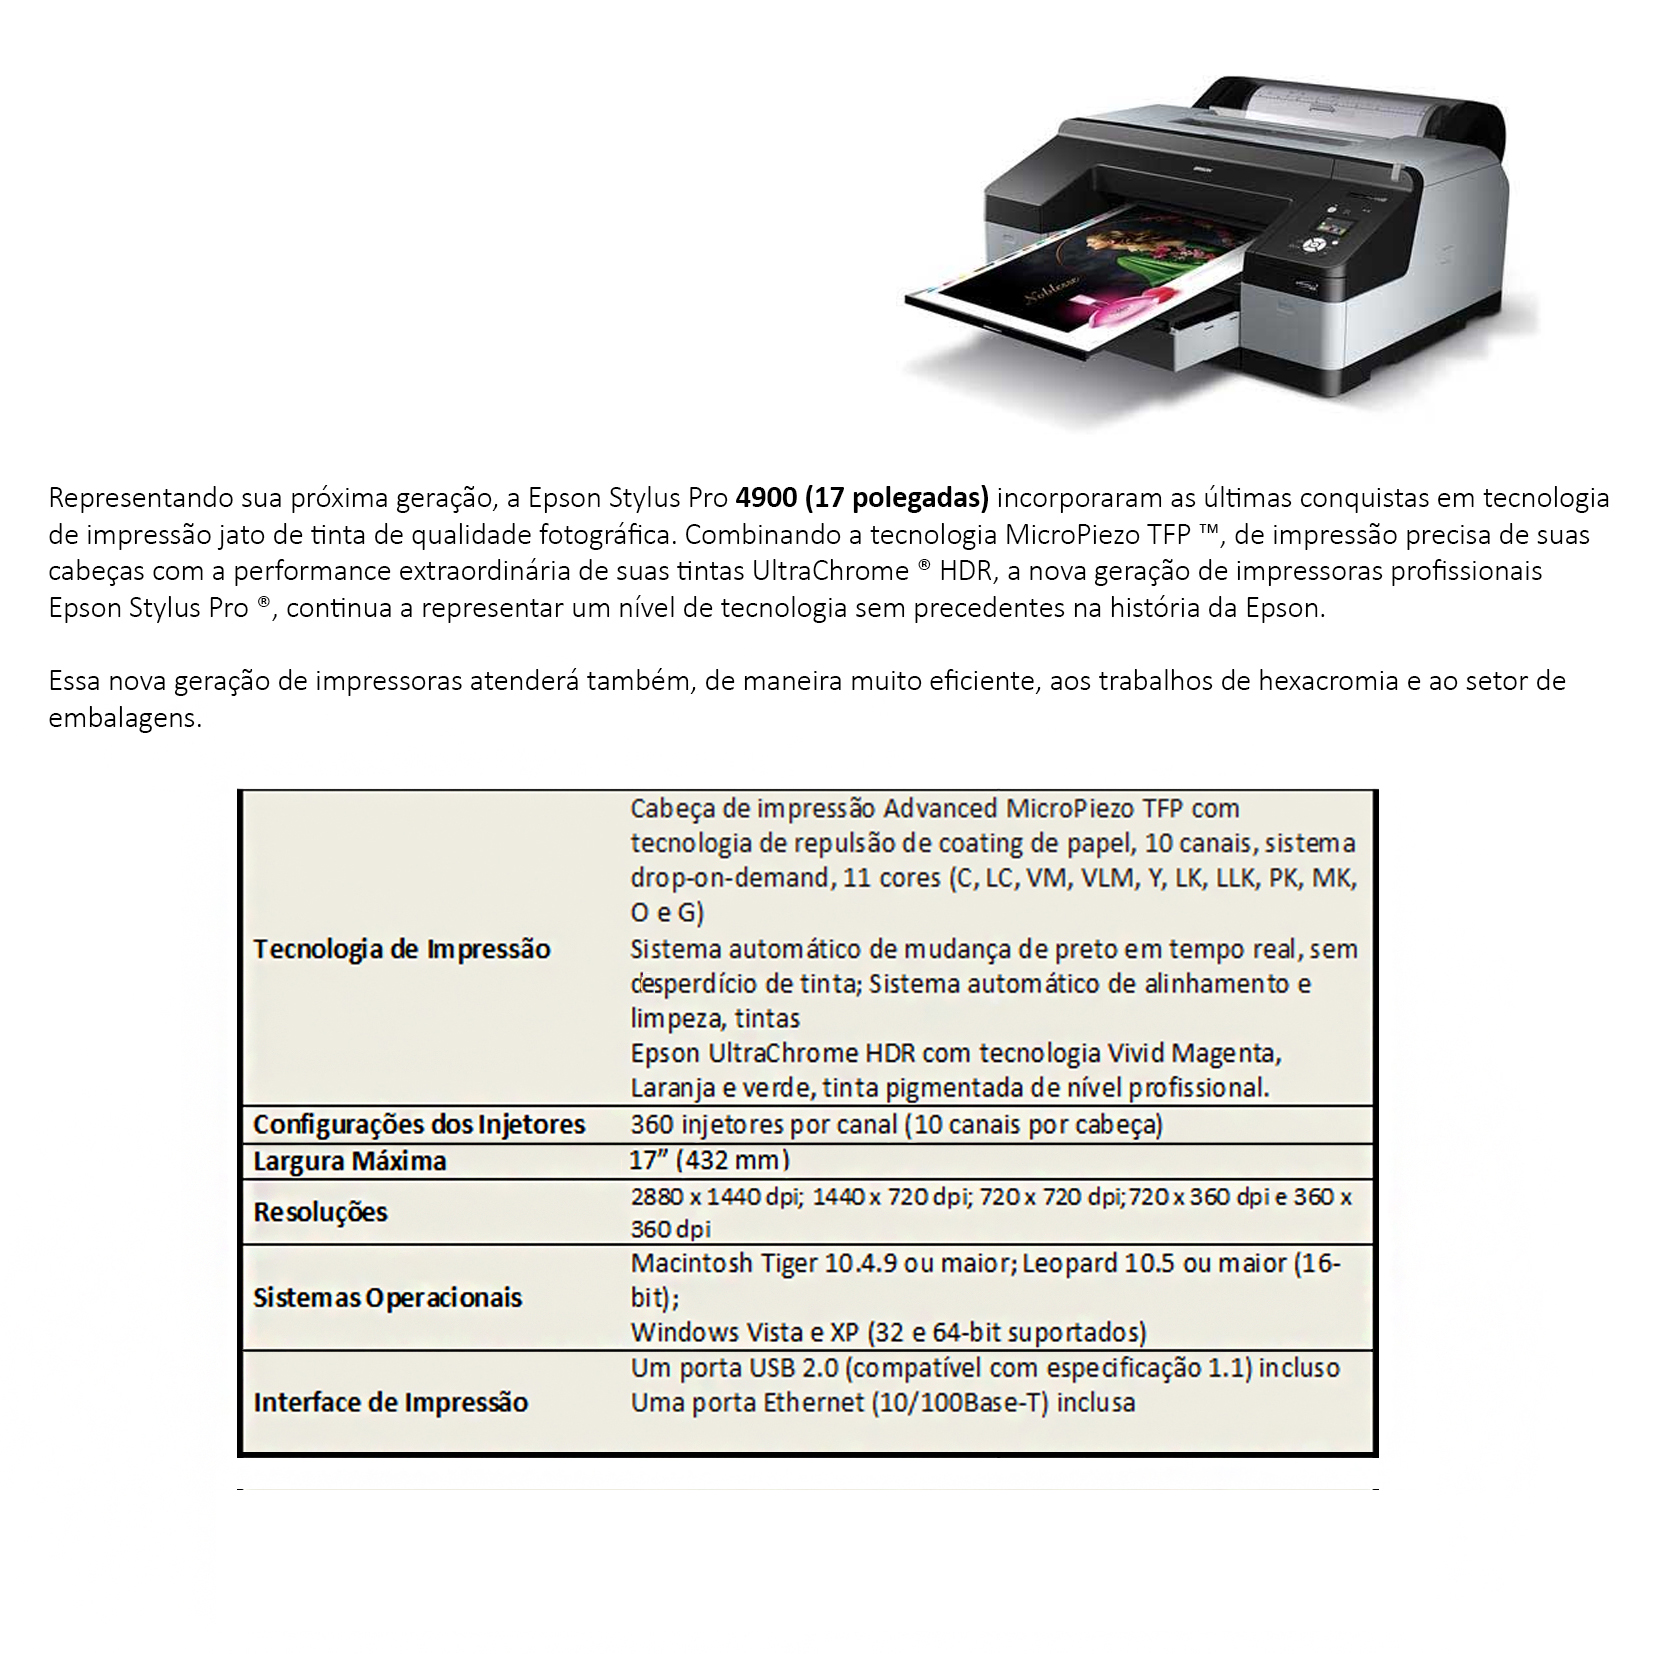 EPSON
Noblesse
Representando sua próxima geração, a Epson Stylus Pro 4900 (17 polegadas) incorporaram as últimas conquistas em tecnologia
de impressão jato de tinta de qualidade fotográfica. Combinando a tecnologia MicroPiezo TFP ™, de impressão precisa de suas
cabeças com a performance extraordinária de suas tintas UltraChrome ® HDR, a nova geração de impressoras profissionais
Epson Stylus Pro ®, continua a representar um nível de tecnologia sem precedentes na história da Epson.
Essa nova geração de impressoras atenderá também, de maneira muito eficiente, aos trabalhos de hexacromia e ao setor de
embalagens.
Tecnologia de Impressão
Cabeça de impressão Advanced MicroPiezo TFP com
tecnologia de repulsão de coating de papel, 10 canais, sistema
drop-on-demand, 11 cores (C, LC, VM, VLM, Y, LK, LLK, PK, MK,
O e G)
Sistema automático de mudança de preto em tempo real, sem
desperdício de tinta; Sistema automático de alinhamento e
limpeza, tintas
Epson UltraChrome HDR com tecnologia Vivid Magenta,
Laranja e verde, tinta pigmentada de nível profissional.
Configurações dos Injetores
360 injetores por canal (10 canais por cabeça)
Largura Máxima
17” (432 mm)
Resoluções
2880 x 1440 dpi; 1440 x 720 dpi; 720 x 720 dpi; 720 x 360 dpi e 360 x
360 dpi
Sistemas Operacionais
Macintosh Tiger 10.4.9 ou maior; Leopard 10.5 ou maior (16-
bit);
Windows Vista e XP (32 e 64-bit suportados)
Interface de Impressão
Um porta USB 2.0 (compatível com especificação 1.1) incluso
Uma porta Ethernet (10/100Base-T) inclusa